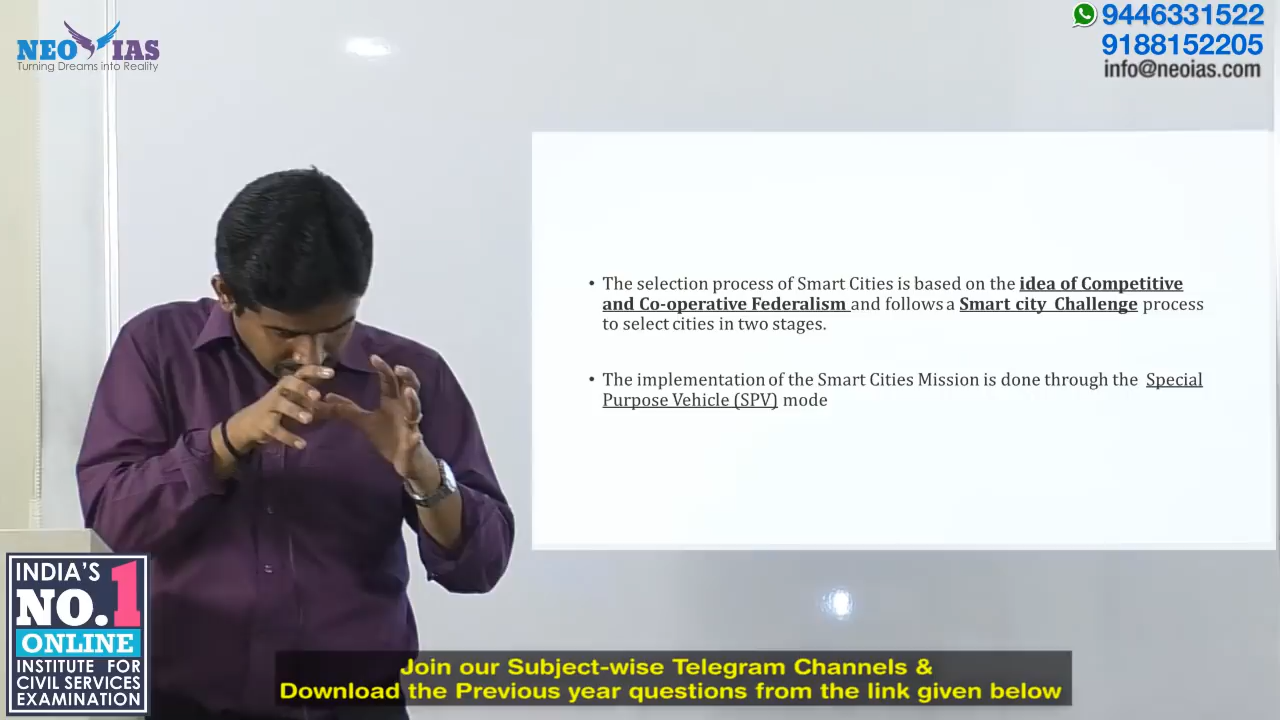 NEO IAS
Turning Dreams into Reality
9446331522
9188152205
info@neoias.com
• The selection process of Smart Cities is based on the idea of Competitive
and Co-operative Federalism and follows a Smart city Challenge process
to select cities in two stages.
• The implementation of the Smart Cities Mission is done through the Special
Purpose Vehicle (SPV) mode
INDIA'S
NO.1
ONLINE
INSTITUTE FOR
CIVIL SERVICES
EXAMINATION
Join our Subject-wise Telegram Channels &
Download the Previous year questions from the link given below